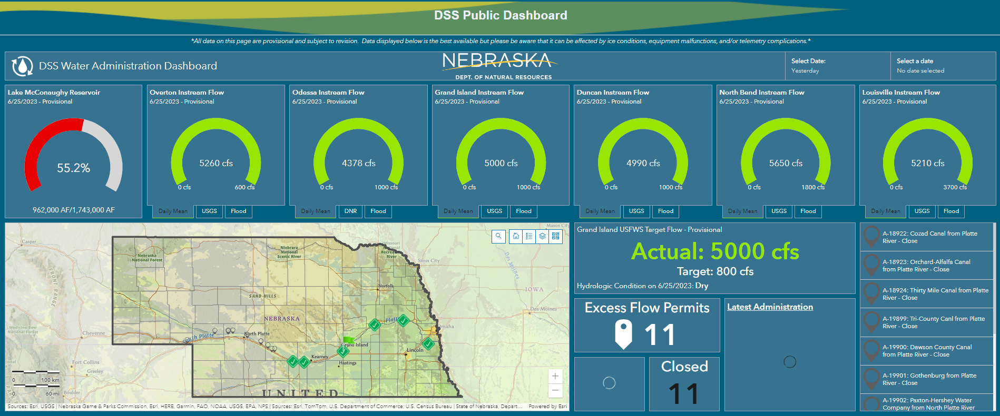 DSS Public Dashboard
*All data on this page are provisional and subject to revision. Data displayed below is the best available but please be aware that it can be affected by ice conditions, equipment malfunctions, and/or telemetry complications.*
DSS Water Administration Dashboard
NEBRASKA
DEPT. OF NATURAL RESOURCES
Select Date:
Yesterday
Select a date
No date selected
Lake McConaughy Reservoir
6/25/2023 - Provisional
55.2%
962,000 AF/1,743,000 AF
Overton Instream Flow
6/25/2023 - Provisional
5260 cfs
0 cfs
600 cfs
Daily Mean
USGS
Flood
Odessa Instream Flow
6/25/2023 - Provisional
4378 cfs
0 cfs
1000 cfs
Daily Mean
DNR
Flood
Grand Island Instream Flow
6/25/2023 - Provisional
5000 cfs
0 cfs
1000 cfs
Daily Mean
USGS
Flood
Duncan Instream Flow
6/25/2023 - Provisional
4990 cfs
0 cfs
1000 cfs
Daily Mean
USGS
Flood
North Bend Instream Flow
6/25/2023 - Provisional
5650 cfs
0 cfs
1800 cfs
Daily Mean
USGS
Flood
Louisville Instream Flow
6/25/2023 - Provisional
5210 cfs
0 cfs
3700 cfs
Daily Mean
USGS
Flood
Mason City
Casper
Nebraska
National Forest
Niobrara
National
Scenic River
Missouri
National
Recrea
River
Sioux City
Des Moines
FRONT RANGE
Norfolk
IOWA
SAND HILLS
Des Moines
NEBRASKA
Platt
Medicine Bow
National Forest
Cheyenne
South Platte
North Platte
Omaha
Grand Island
Lincoln
Kearney
Hastings
Fort Collins
Greeley
0 100 km
0 60 mi
Boulder
UNITED
+
−
Sources: Esri, USGS | Nebraska Game & Parks Commission, Esri, HERE, Garmin, FAO, NOAA, USGS, EPA, NPS | Sources: Esri, TomTom, U.S. Department of Commerce, U.S. Census Bureau | State of Nebraska, Depart...
Powered by Esri
Grand Island USFWS Target Flow - Provisional
Actual: 5000 cfs
Target: 800 cfs
Hydrologic Condition on 6/25/2023: Dry
Excess Flow Permits
11
Closed
11
Latest Administration
A-18922: Cozad Canal from Platte
River - Close
A-18923: Orchard-Alfalfa Canal
from Platte River - Close
A-18924: Thirty Mile Canal from Platte
River - Close
A-19899: Tri-County Canl from Platte
River - Close
A-19900: Dawson County Canal
from Platte River - Close
A-19901: Gothenburg from Platte
River - Close
A-19902: Paxton-Hershey Water
Company from North Platte River